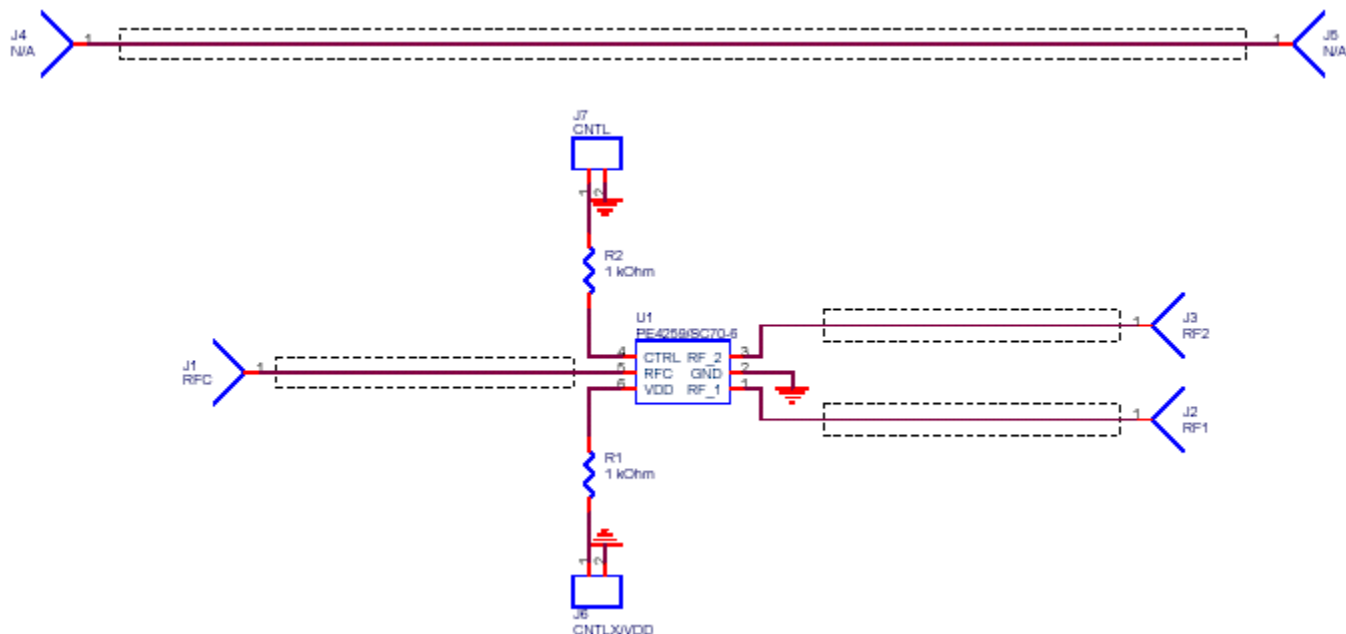 J4
N/A
1
1
J5
N/A
J7
CNTL
1
2
R2
1 kOhm
U1
PE4259/SC70-6
4
CTRL
RF_2
3
5
RFC
GND
2
6
VDD
RF_1
1
J1
RFC
1
1
J3
RF2
1
J2
RF1
R1
1 kOhm
1
2
J6
CNTLX/VDD